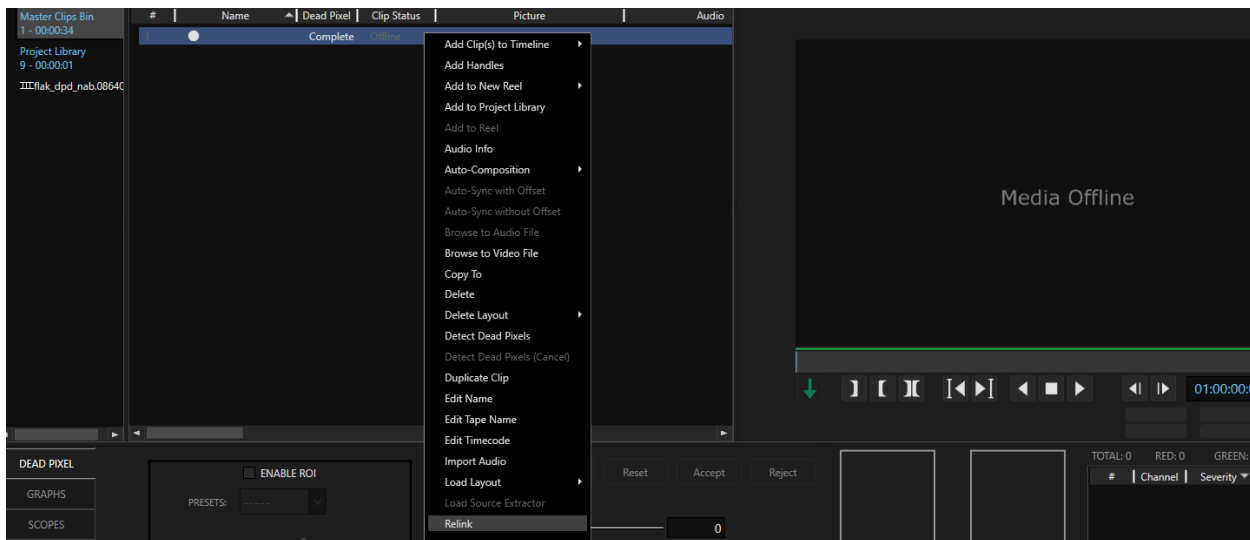 Master Clips Bin
1 - 00:00:34
Project Library
9 - 00:00:01
flak_dpd_nab.08640
# Name Dead Pixel Clip Status Picture Audio
1 Complete Offline
Add Clip(s) to Timeline
Add Handles
Add to New Reel
Add to Project Library
Add to Reel
Audio Info
Auto-Composition
Auto-Sync with Offset
Auto-Sync without Offset
Browse to Audio File
Browse to Video File
Copy To
Delete
Delete Layout
Detect Dead Pixels
Detect Dead Pixels (Cancel)
Duplicate Clip
Edit Name
Edit Tape Name
Edit Timecode
Import Audio
Load Layout
Load Source Extractor
Relink
Media Offline
01:00:00:
DEAD PIXEL
GRAPHS
SCOPES
ENABLE ROI
PRESETS: -----
Reset Accept Reject
0
TOTAL: 0 RED: 0 GREEN:
# Channel Severity